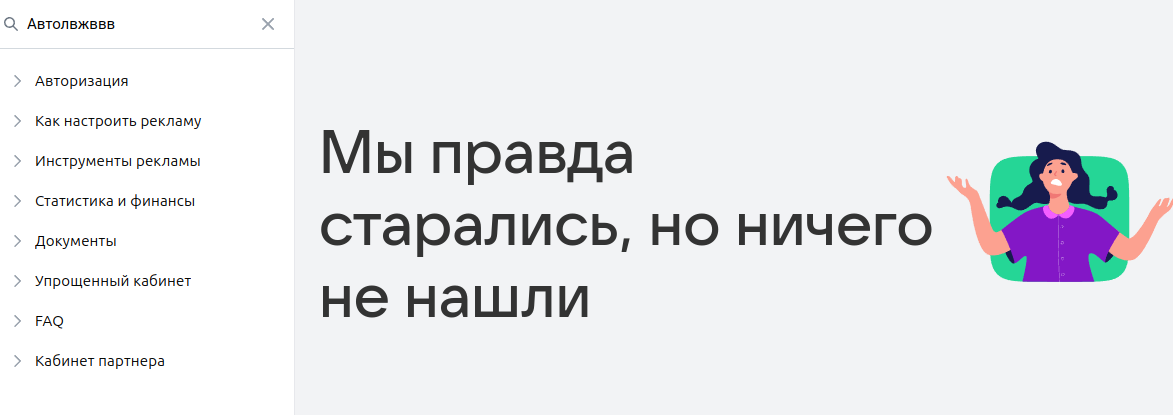 Автолвжввв
Авторизация
Как настроить рекламу
Инструменты рекламы
Статистика и финансы
Документы
Упрощенный кабинет
FAQ
Кабинет партнера
Мы правда
старались, но ничего
не нашли